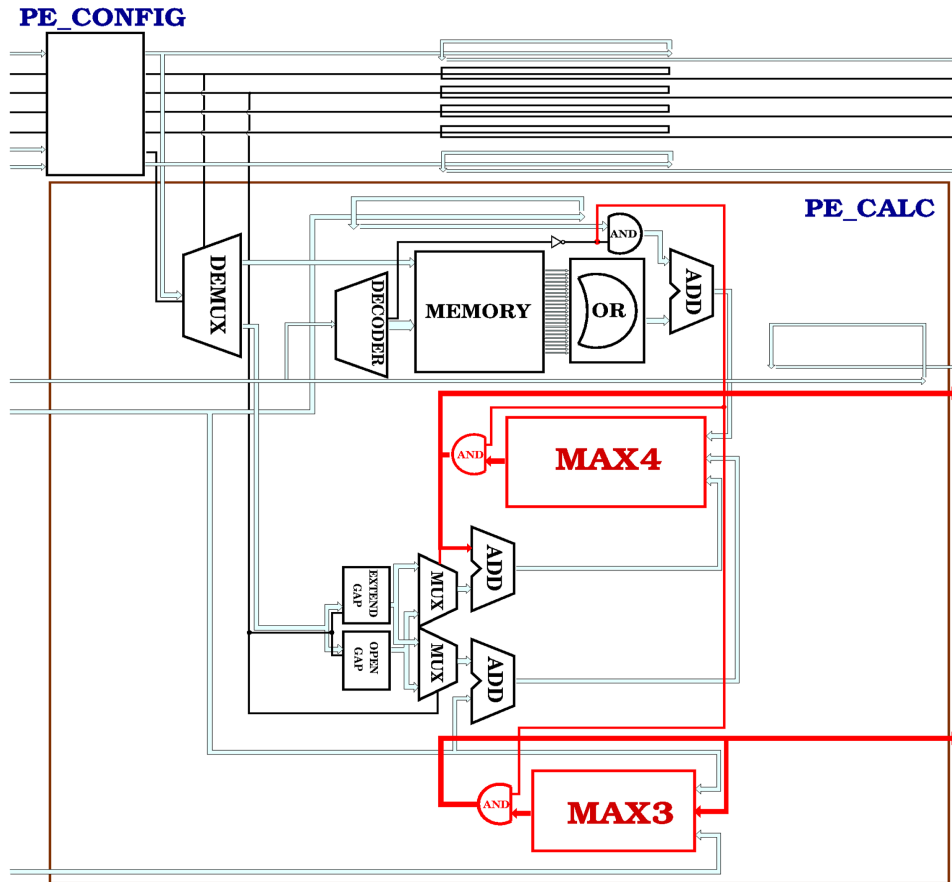 PE_CONFIG
PE_CALC
DEMUX
DECODER
MEMORY
OR
AND
ADD
AND
MAX4
EXTEND
GAP
OPEN
GAP
MUX
MUX
ADD
ADD
AND
MAX3